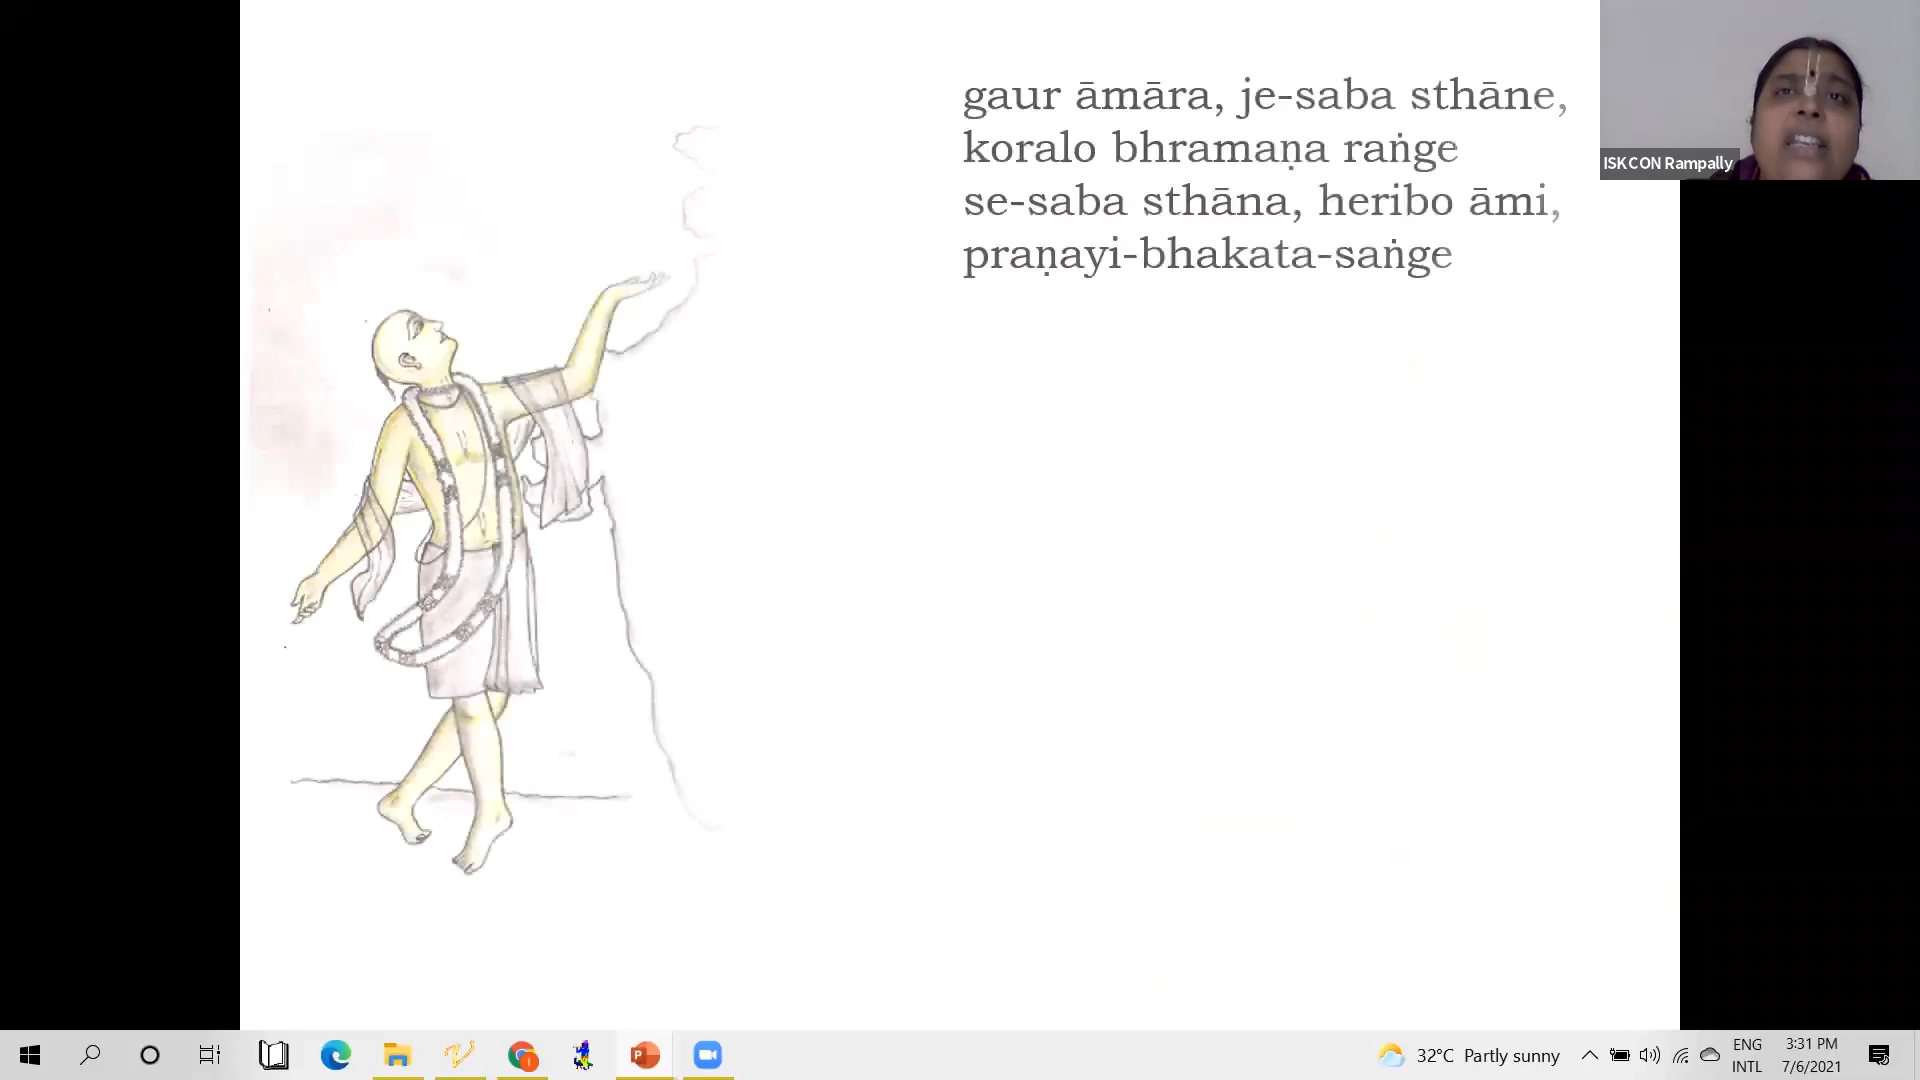 gaur āmāra, je-saba sthāne,
koralo bhramaṇa raṅge
se-saba sthāna, heribo āmi,
praṇayi-bhakata-saṅge
ISKCON Rampally
32°C Partly sunny
ENG
INTL
3:31 PM
7/6/2021